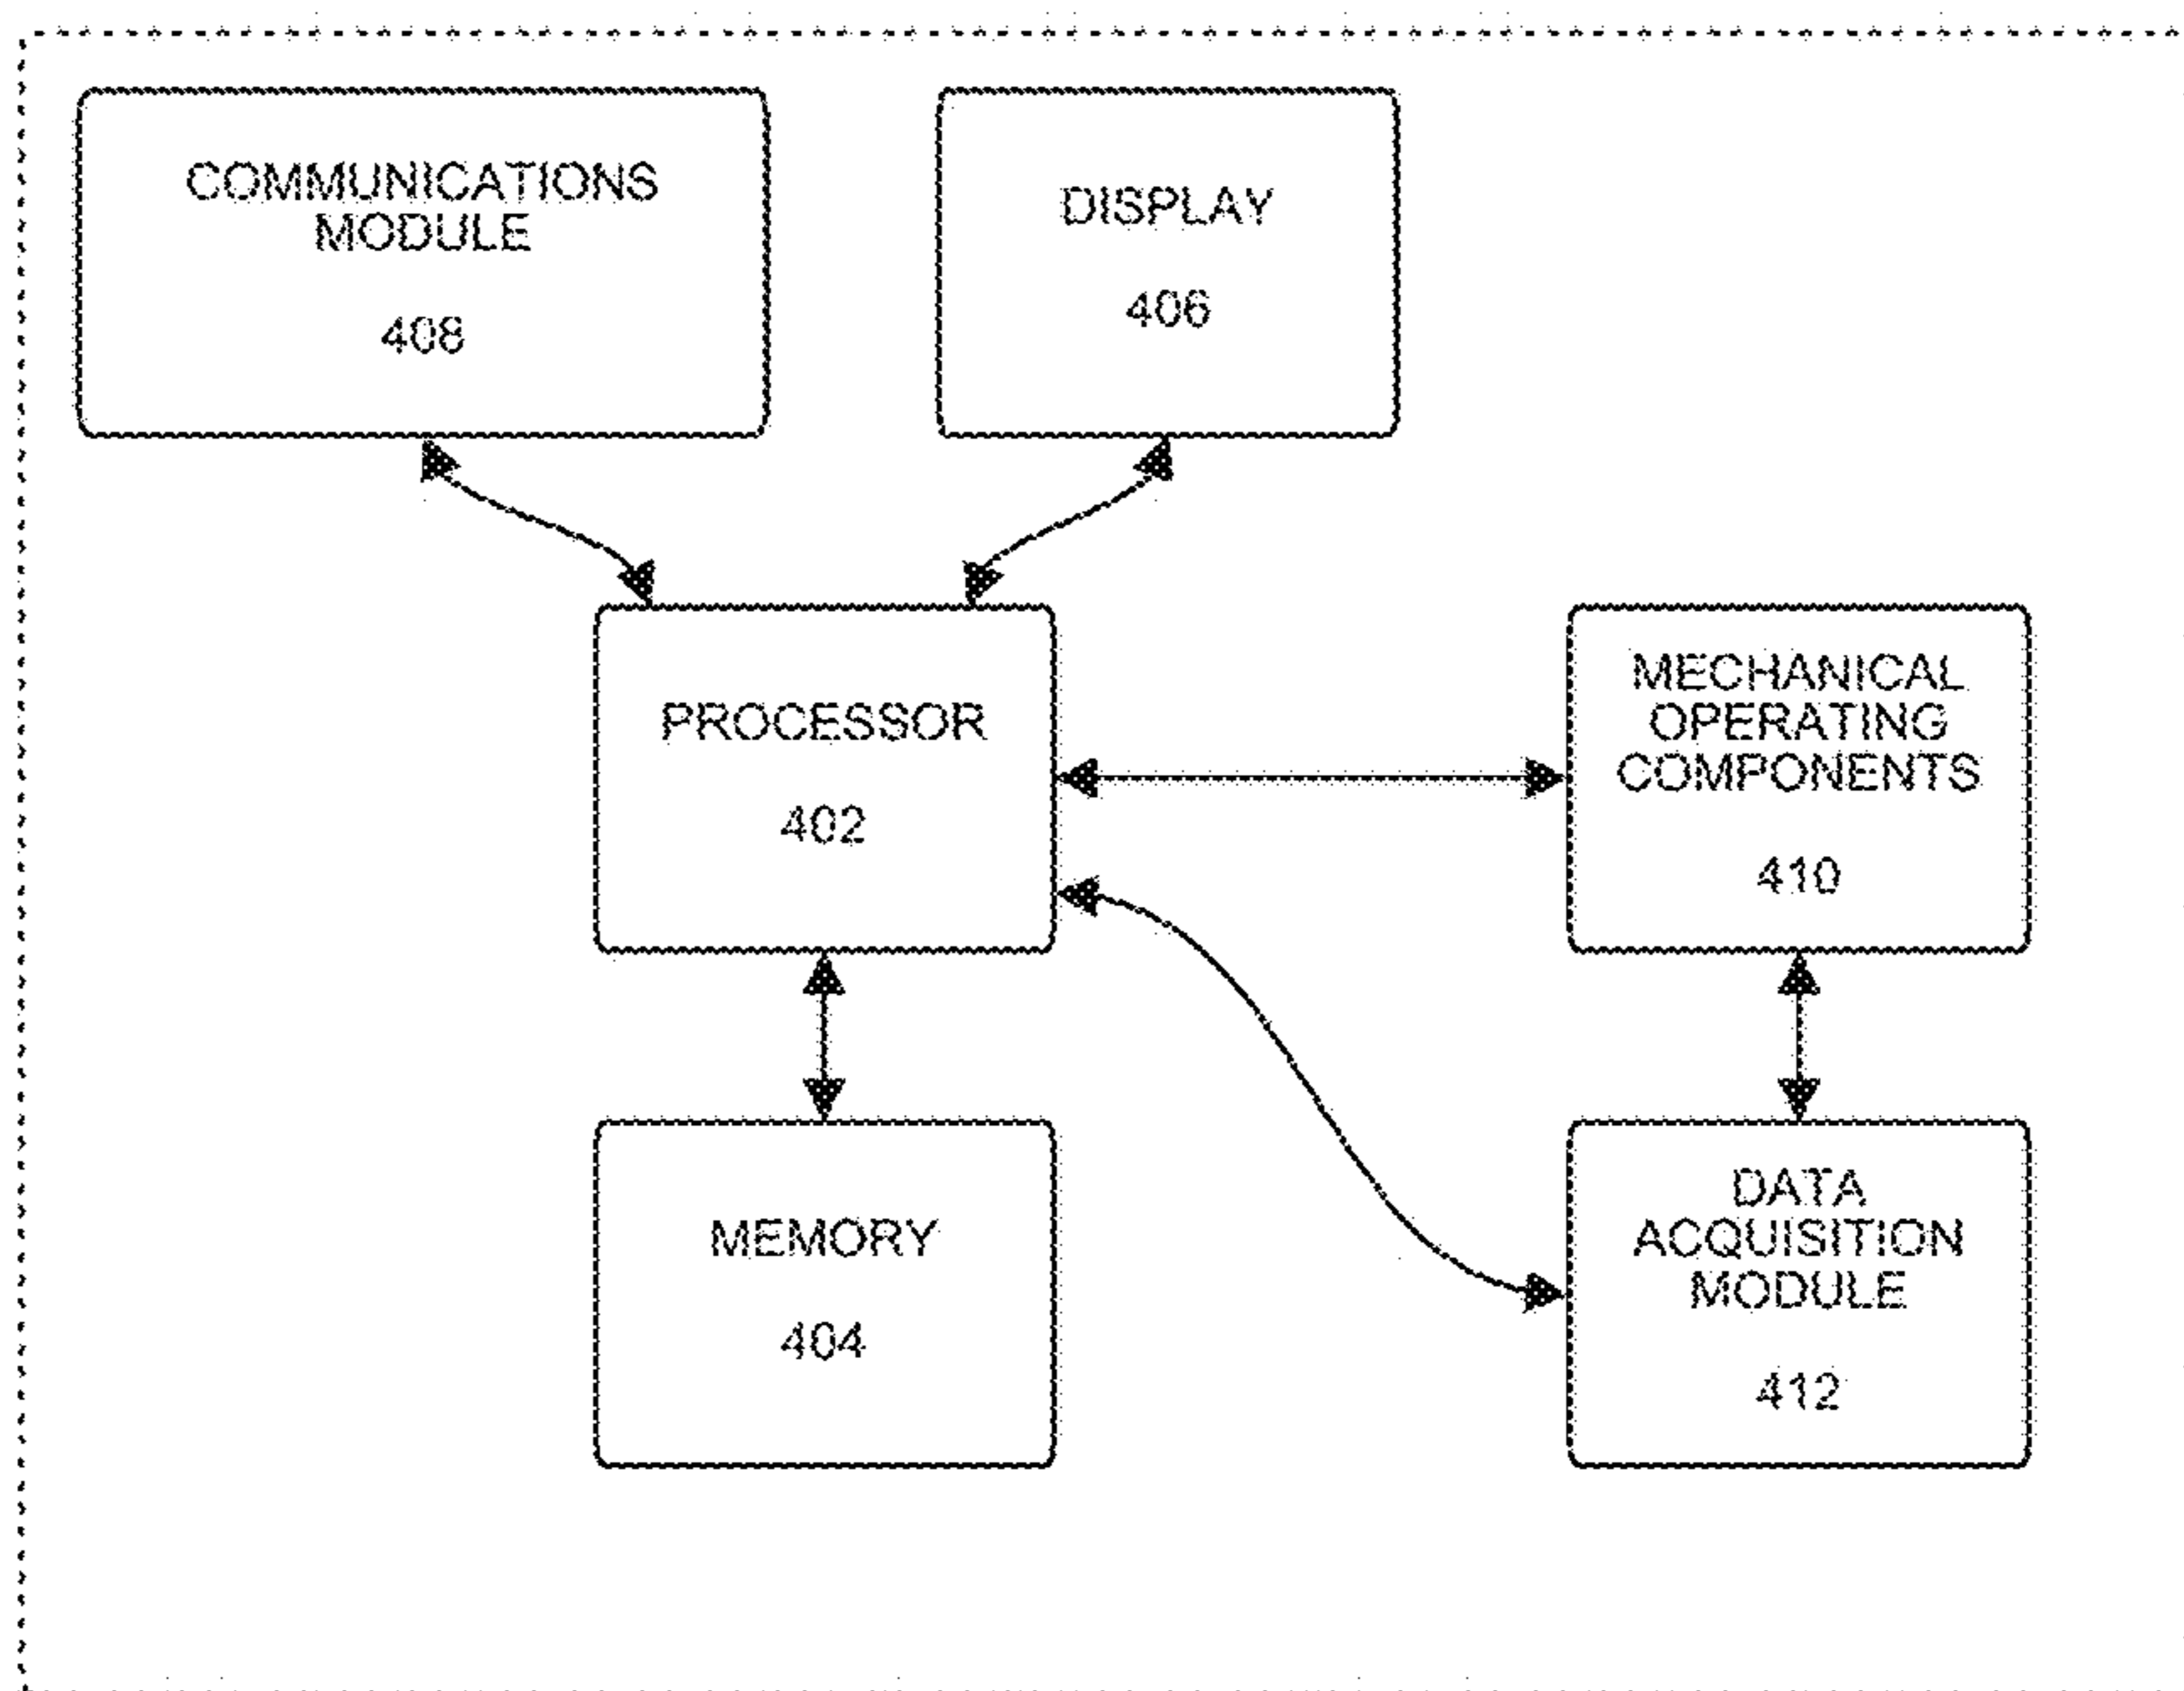 COMMUNICATIONS
MODULE
408
DISPLAY
406
PROCESSOR
402
MECHANICAL
OPERATING
COMPONENTS
410
MEMORY
404
DATA
ACQUISITION
MODULE
412